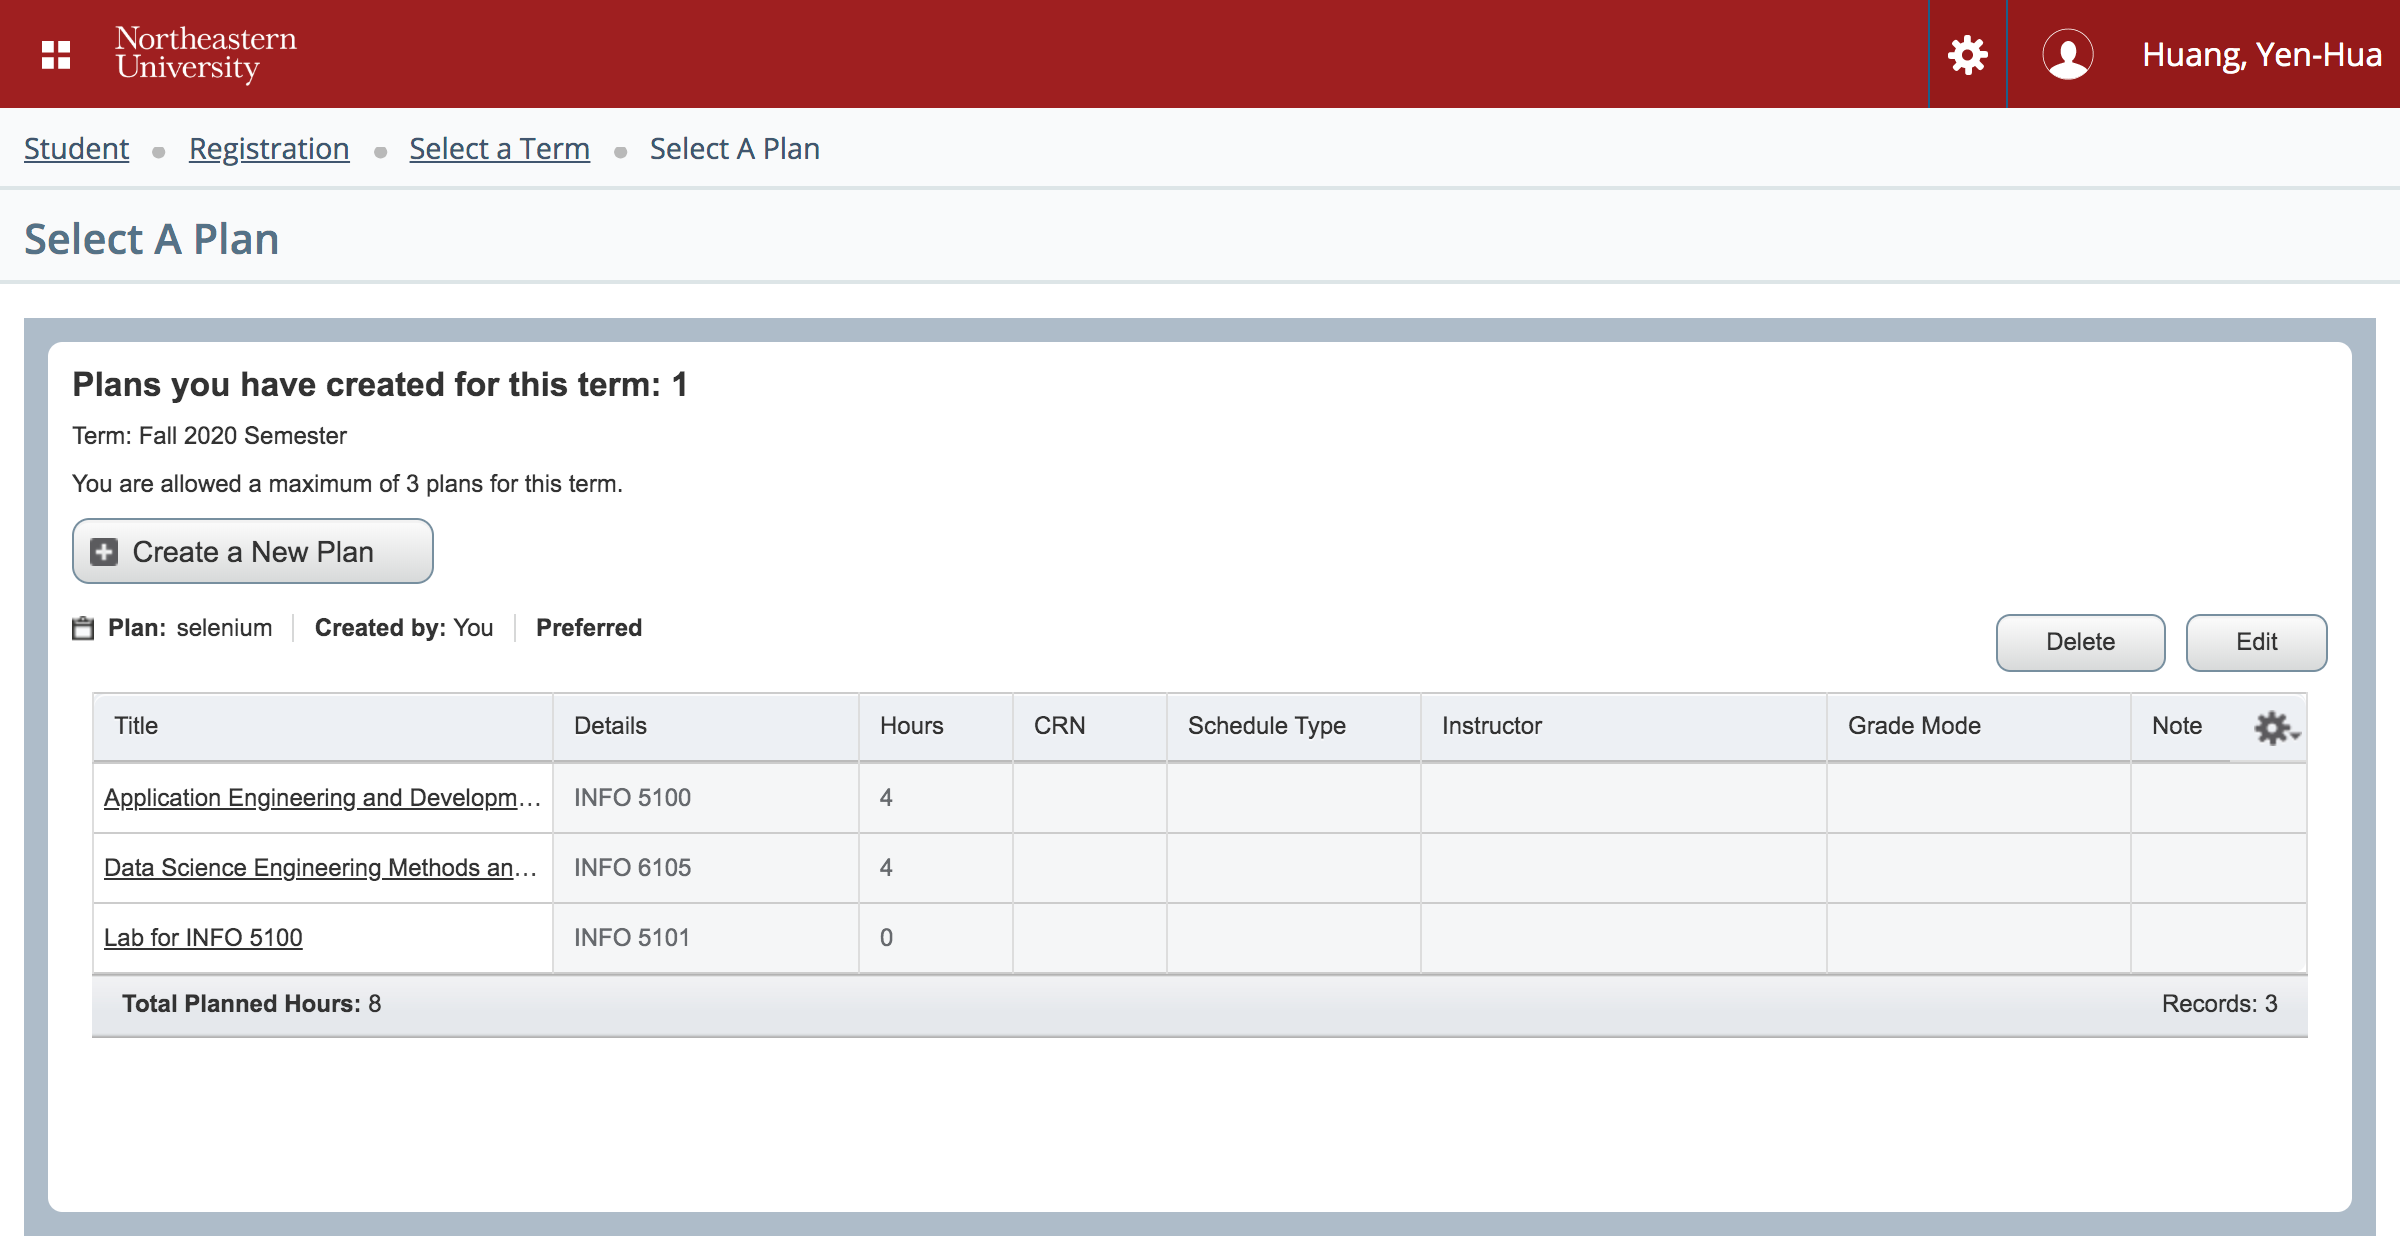 Northeastern
University
Huang, Yen-Hua
Student Registration Select a Term Select A Plan
Select A Plan
Plans you have created for this term: 1
Term: Fall 2020 Semester
You are allowed a maximum of 3 plans for this term.
Create a New Plan
Plan: selenium Created by: You Preferred
Delete Edit
Title Details Hours CRN Schedule Type Instructor Grade Mode Note
Application Engineering and Developm... INFO 5100 4
Data Science Engineering Methods an... INFO 6105 4
Lab for INFO 5100 INFO 5101 0
Total Planned Hours: 8 Records: 3